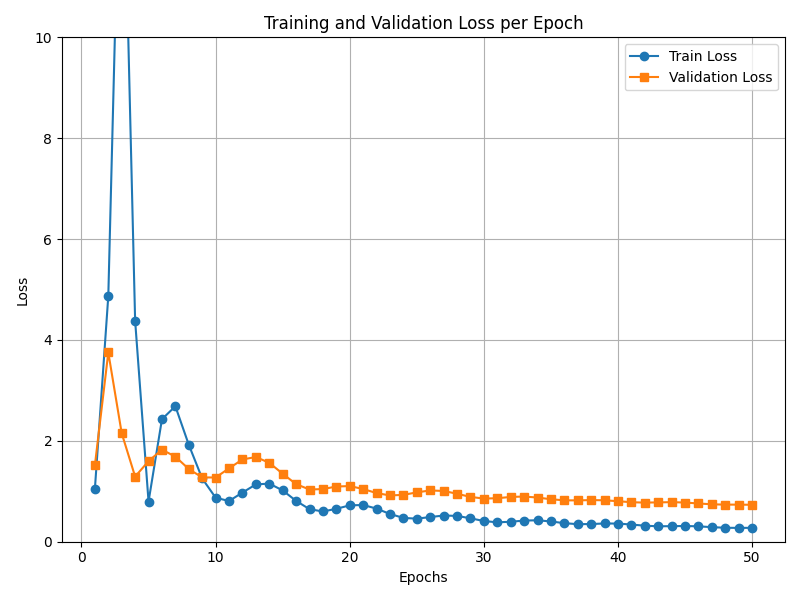 Training and Validation Loss per Epoch
Train Loss
Validation Loss
Loss
10
8
6
4
2
0
0 10 20 30 40 50
Epochs